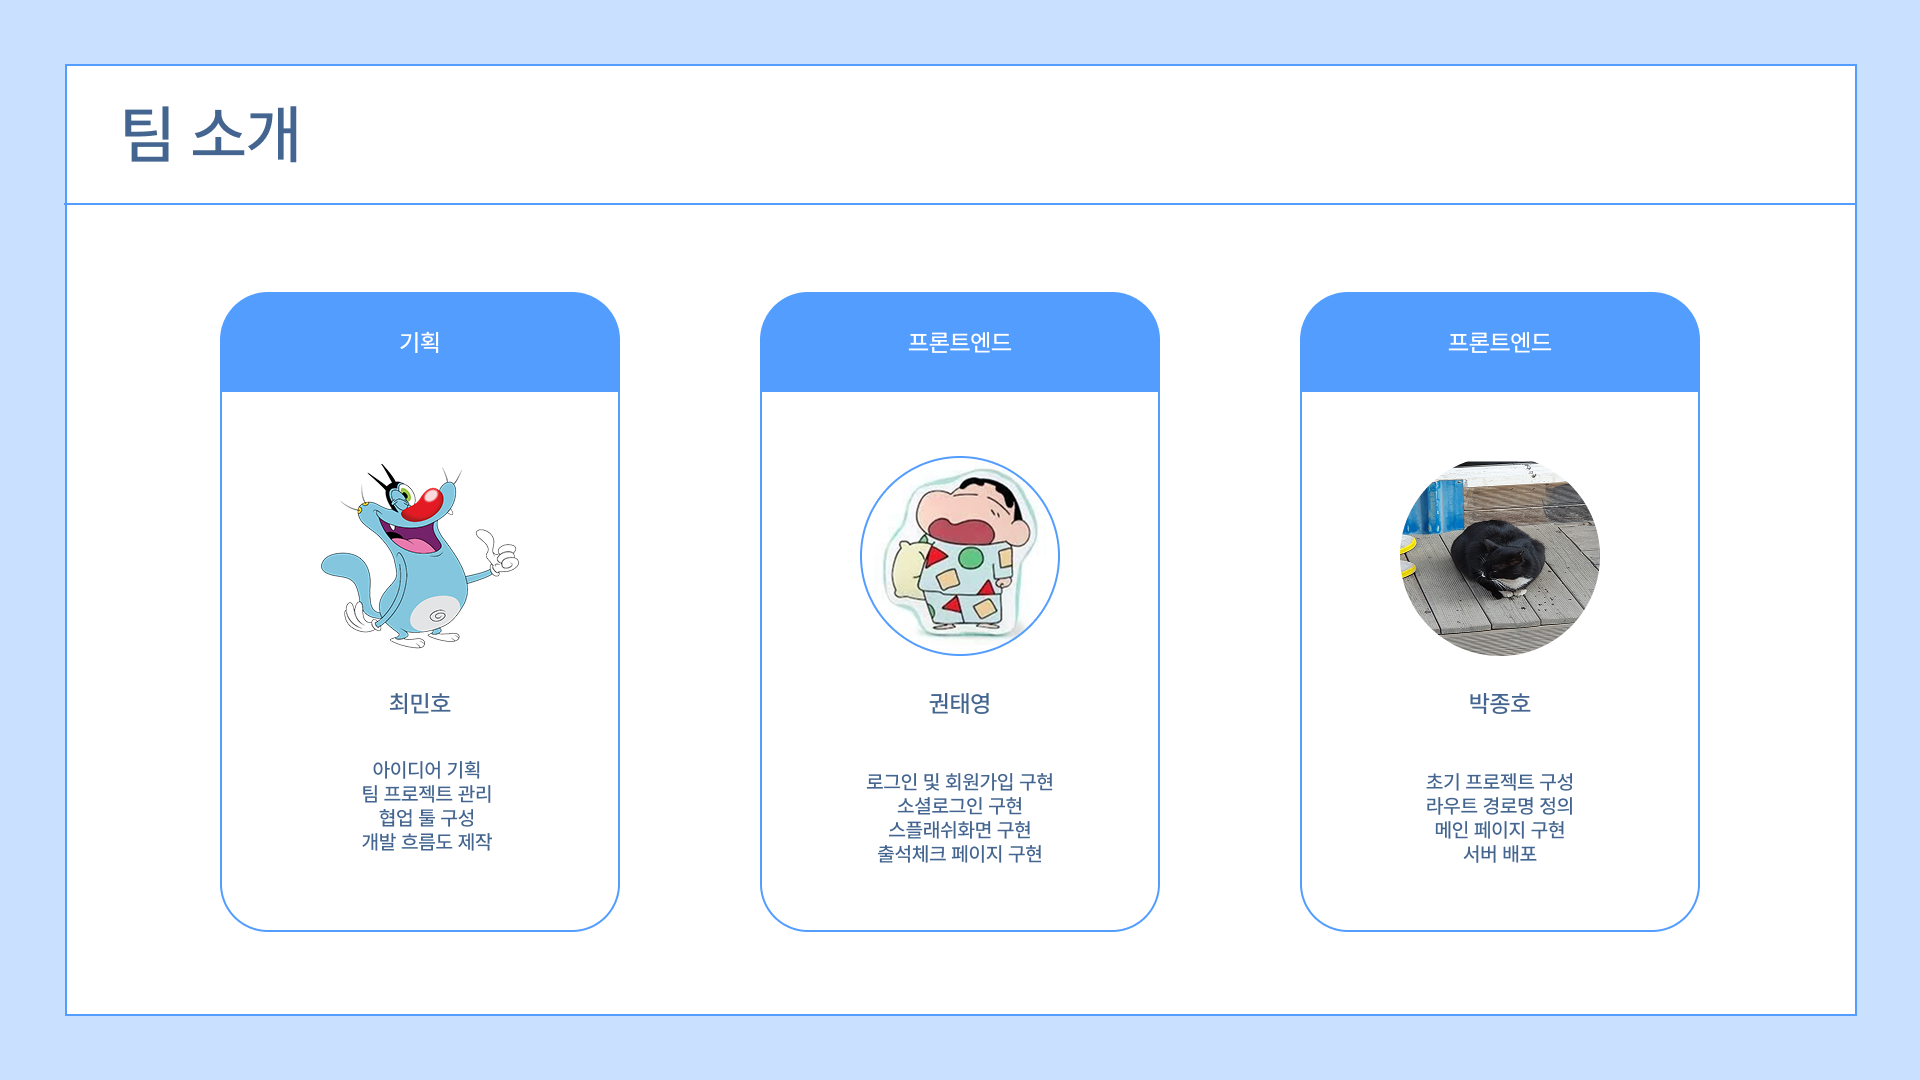 팀 소개
기획
최민호
아이디어 기획
팀 프로젝트 관리
협업 툴 구성
개발 흐름도 제작
프론트엔드
권태영
로그인 및 회원가입 구현
소셜로그인 구현
스플래쉬화면 구현
출석체크 페이지 구현
프론트엔드
박종호
초기 프로젝트 구성
라우트 경로명 정의
메인 페이지 구현
서버 배포